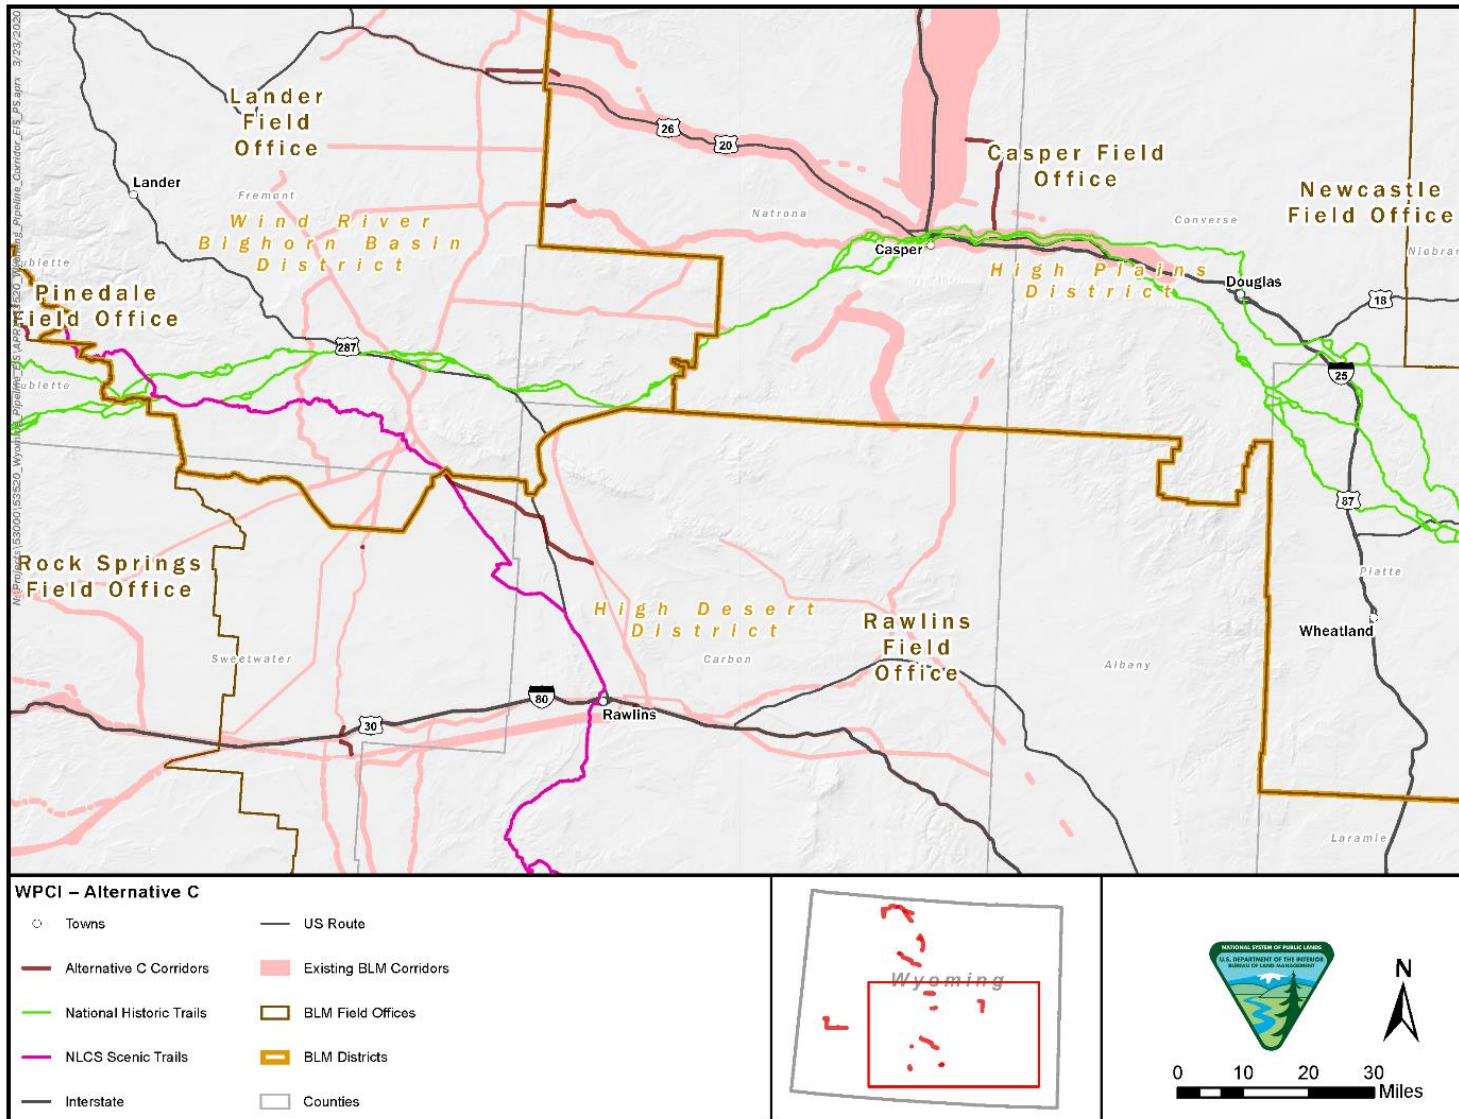 Lander
Field
Office
26
20
Casper Field
Office
Newcastle
Field Office
Lander
Fremont
Wind River
Bighorn Basin
District
Natrona
Converse
Casper
High Plains
District
Douglas
18
Pinedale
Field Office
287
25
87
Rock Springs
Field Office
High Desert
District
Rawlins
Field
Office
Platte
Wheatland
Sweetwater
Carbon
Albany
80
30
Rawlins
Laramie
WPCI – Alternative C
Towns
US Route
Alternative C Corridors
Existing BLM Corridors
National Historic Trails
BLM Field Offices
NLCS Scenic Trails
BLM Districts
Interstate
Counties
Wyoming
NATIONAL SYSTEM OF PUBLIC LANDS
U.S. DEPARTMENT OF THE INTERIOR
BUREAU OF LAND MANAGEMENT
N
0 10 20 30
Miles